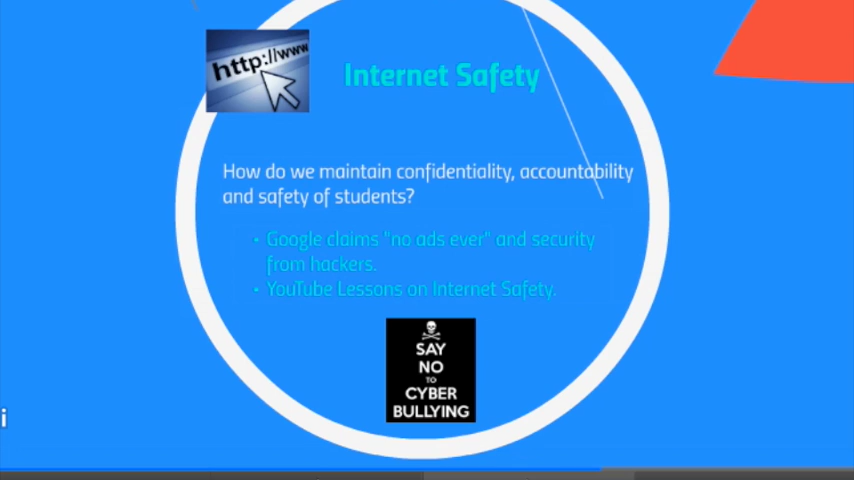 http://www
Internet Safety
How do we maintain confidentiality, accountability
and safety of students?
• Google claims "no ads ever" and security
from hackers.
• YouTube Lessons on Internet Safety.
SAY
NO
TO
CYBER
BULLYING
i